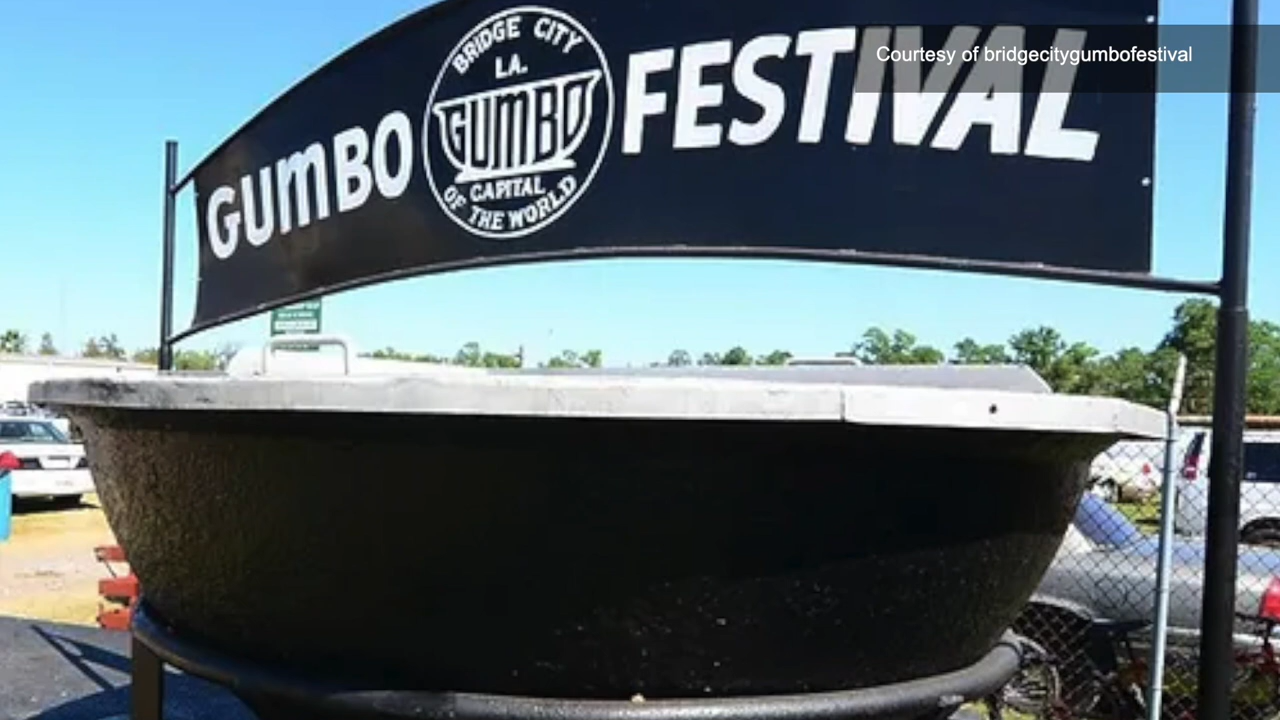 Courtesy of bridgecitygumbofestival
GUMBO
BRIDGE CITY
LA.
GUMBO
CAPITAL
OF THE WORLD
FESTIVAL